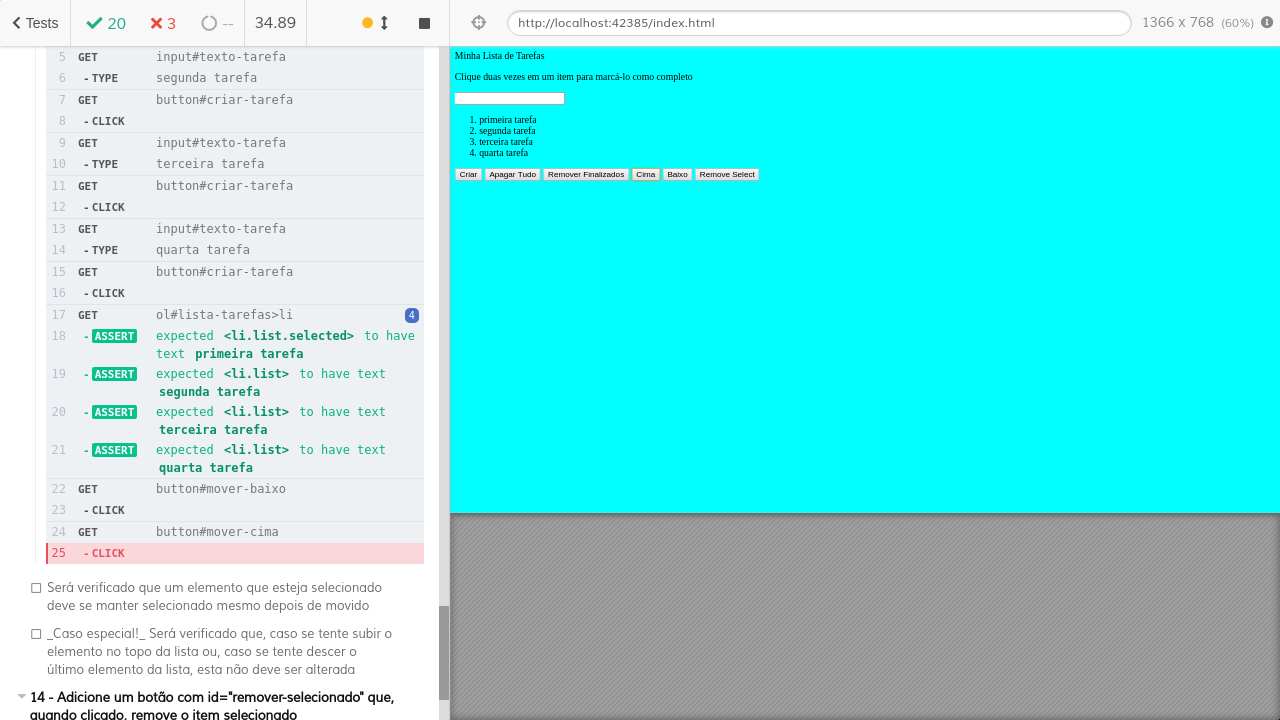 Tests 20 3 -- 34.89
5 GET input#texto-tarefa
6 -TYPE segunda tarefa
7 GET button#criar-tarefa
8 -CLICK
9 GET input#texto-tarefa
10 -TYPE terceira tarefa
11 GET button#criar-tarefa
12 -CLICK
13 GET input#texto-tarefa
14 -TYPE quarta tarefa
15 GET button#criar-tarefa
16 -CLICK
17 GET ol#lista-tarefas>li 4
18 -ASSERT expected <li.list.selected> to have
text primeira tarefa
19 -ASSERT expected <li.list> to have text
segunda tarefa
20 -ASSERT expected <li.list> to have text
terceira tarefa
21 -ASSERT expected <li.list> to have text
quarta tarefa
22 GET button#mover-baixo
23 -CLICK
24 GET button#mover-cima
25 -CLICK
Será verificado que um elemento que esteja selecionado
deve se manter selecionado mesmo depois de movido
_Caso especial!_ Será verificado que, caso se tente subir o
elemento no topo da lista ou, caso se tente descer o
último elemento da lista, esta não deve ser alterada
14 - Adicione um botão com id="remover-selecionado" que,
quando clicado, remove o item selecionado
http://localhost:42385/index.html 1366 x 768 (60%)
Minha Lista de Tarefas
Clique duas vezes em um item para marcá-lo como completo
1. primeira tarefa
2. segunda tarefa
3. terceira tarefa
4. quarta tarefa
Criar Apagar Tudo Remover Finalizados Cima Baixo Remove Select